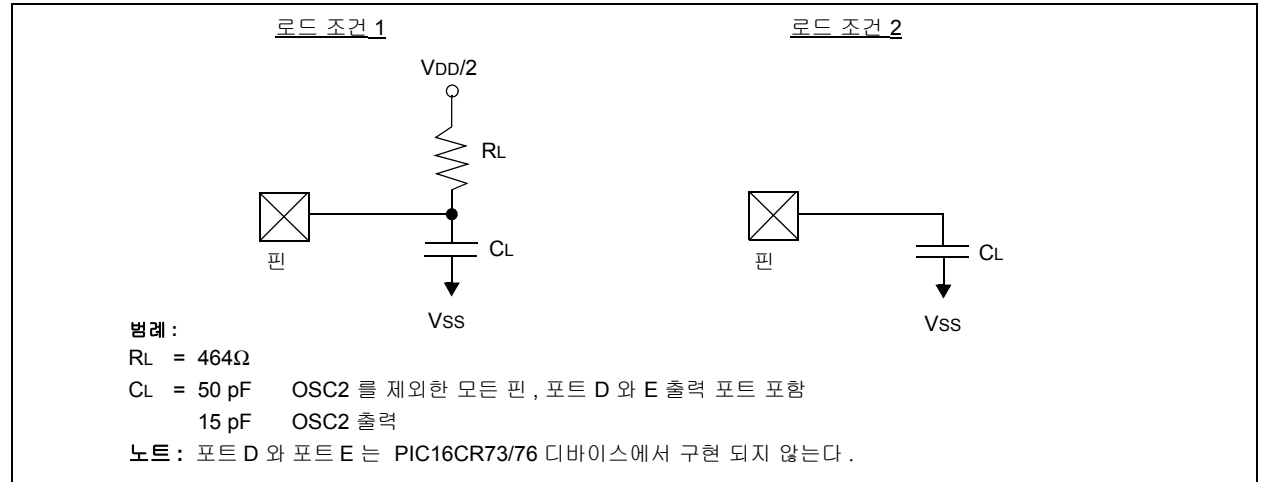 로드 조건 1
VDD/2
RL
핀
CL
VSS
로드 조건 2
핀
CL
VSS
범례 :
RL = 464Ω
CL = 50 pF OSC2 를 제외한 모든 핀 , 포트 D 와 E 출력 포트 포함
15 pF OSC2 출력
노트 : 포트 D 와 포트 E 는 PIC16CR73/76 디바이스에서 구현 되지 않는다 .